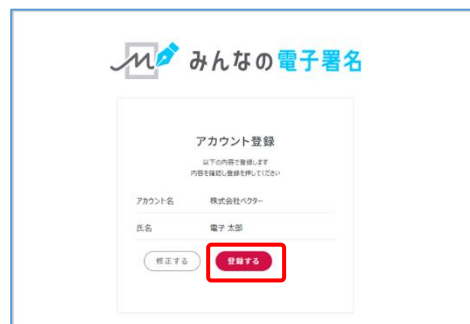 みんなの電子署名
アカウント登録
以下の内容で登録します
内容を確認し登録を押してください
アカウント名 株式会社ベクター
氏名 電子 太郎
修正する 登録する